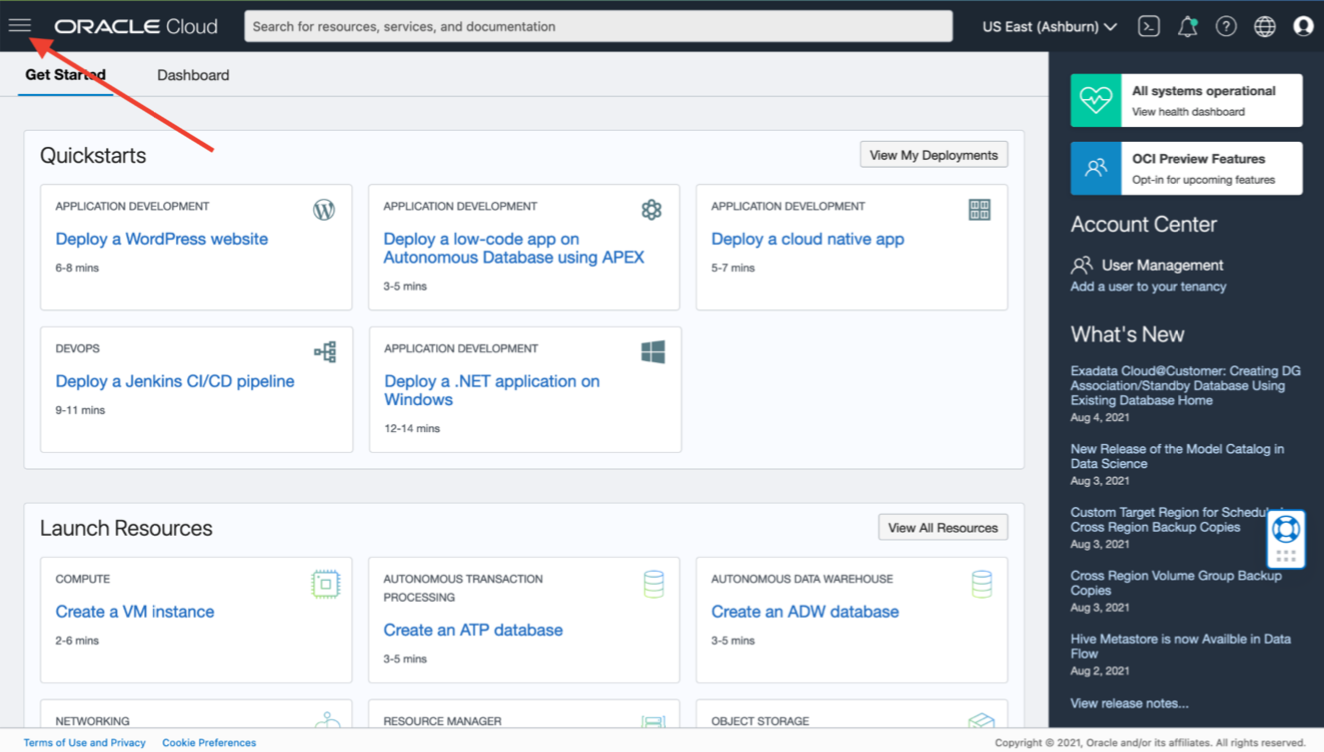 ORACLE Cloud
Search for resources, services, and documentation
US East (Ashburn)
Get Started
Dashboard
Quickstarts
View My Deployments
APPLICATION DEVELOPMENT
Deploy a WordPress website
6-8 mins
APPLICATION DEVELOPMENT
Deploy a low-code app on
Autonomous Database using APEX
3-5 mins
APPLICATION DEVELOPMENT
Deploy a cloud native app
5-7 mins
DEVOPS
Deploy a Jenkins CI/CD pipeline
9-11 mins
APPLICATION DEVELOPMENT
Deploy a .NET application on
Windows
12-14 mins
Launch Resources
View All Resources
COMPUTE
Create a VM instance
2-6 mins
AUTONOMOUS TRANSACTION
PROCESSING
Create an ATP database
3-5 mins
AUTONOMOUS DATA WAREHOUSE
Create an ADW database
3-5 mins
NETWORKING
RESOURCE MANAGER
OBJECT STORAGE
All systems operational
View health dashboard
OCI Preview Features
Opt-in for upcoming features
Account Center
User Management
Add a user to your tenancy
What's New
Exadata Cloud@Customer: Creating DG
Association/Standby Database Using
Existing Database Home
Aug 4, 2021
New Release of the Model Catalog in
Data Science
Aug 3, 2021
Custom Target Region for
Cross Region Backup Copies
Aug 3, 2021
Cross Region Volume Group Backup
Copies
Aug 3, 2021
Hive Metastore is now Availble in Data
Flow
Aug 2, 2021
View release notes...
Terms of Use and Privacy
Cookie Preferences
Copyright © 2021, Oracle and/or its affiliates. All rights reserved.